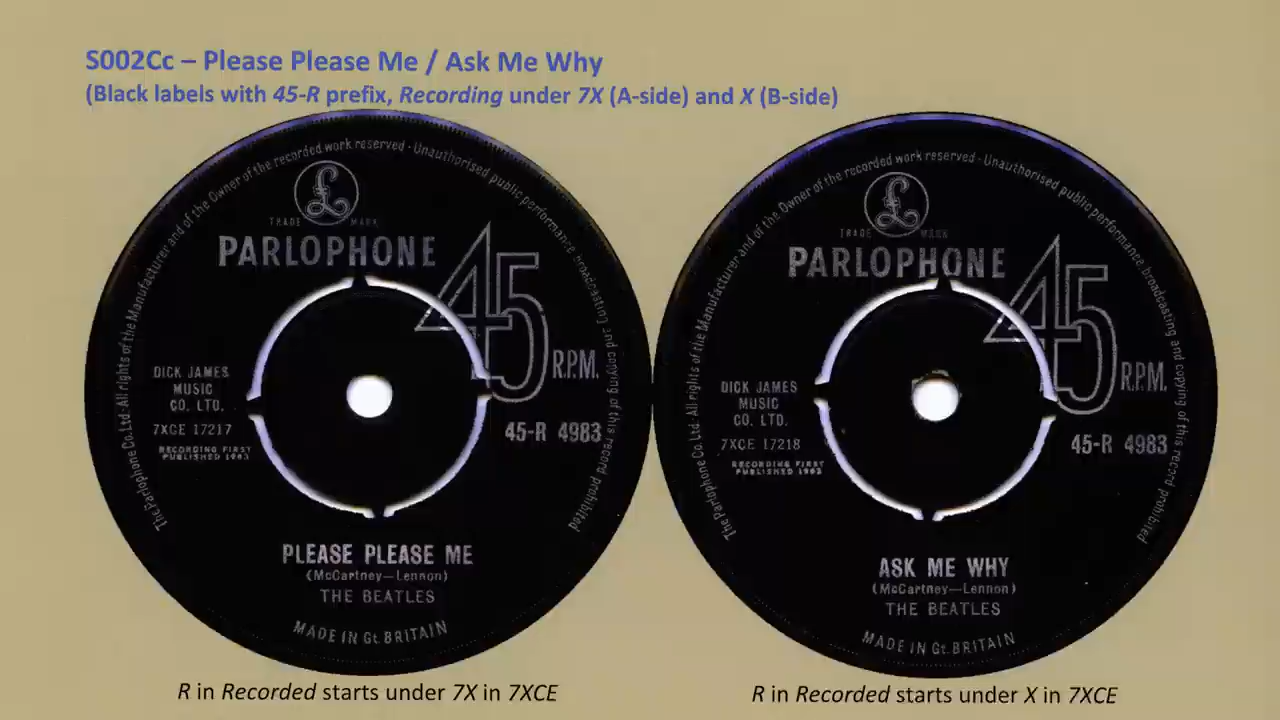 S002Cc – Please Please Me / Ask Me Why
(Black labels with 45-R prefix, Recording under 7X (A-side) and X (B-side)
The Parlophone Co. Ltd · All rights of the Manufacturer and of the Owner of the recorded work reserved · Unauthorised public performance broadcasting and copying of this record prohibited
£
TRADE MARK
PARLOPHONE
45
R.P.M.
DICK JAMES
MUSIC
CO. LTD.
7XCE 17217
RECORDING FIRST
PUBLISHED 1963
45-R 4983
PLEASE PLEASE ME
(McCartney—Lennon)
THE BEATLES
MADE IN Gt. BRITAIN
The Parlophone Co. Ltd · All rights of the Manufacturer and of the Owner of the recorded work reserved · Unauthorised public performance broadcasting and copying of this record prohibited
£
TRADE MARK
PARLOPHONE
45
R.P.M.
DICK JAMES
MUSIC
CO. LTD.
7XCE 17218
RECORDING FIRST
PUBLISHED 1963
45-R 4983
ASK ME WHY
(McCartney—Lennon)
THE BEATLES
MADE IN Gt. BRITAIN
R in Recorded starts under 7X in 7XCE
R in Recorded starts under X in 7XCE